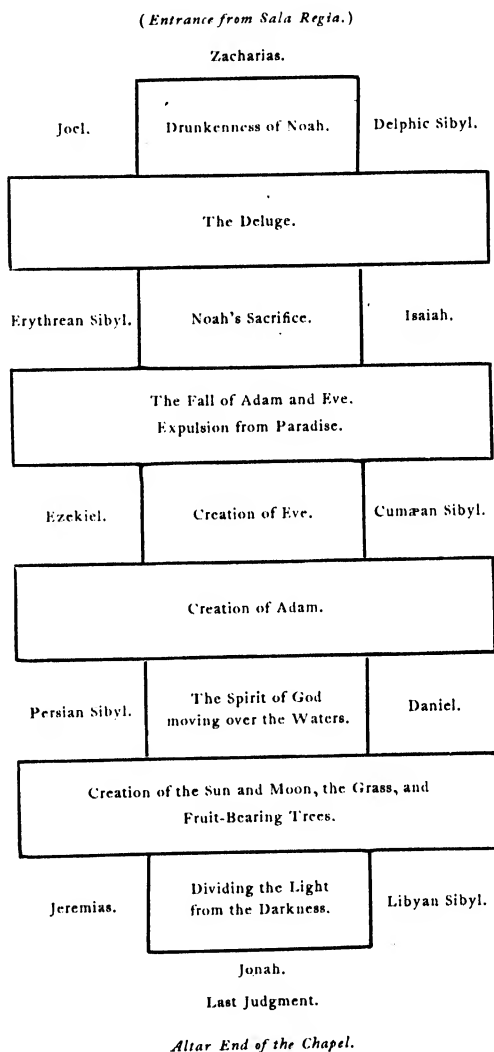 (Entrance from Sala Regia.)
Zacharias.
Joel.
Drunkenness of Noah.
Delphic Sibyl.
The Deluge.
Erythrean Sibyl.
Noah's Sacrifice.
Isaiah.
The Fall of Adam and Eve.
Expulsion from Paradise.
Ezekiel.
Creation of Eve.
Cumæan Sibyl.
Creation of Adam.
Persian Sibyl.
The Spirit of God
moving over the Waters.
Daniel.
Creation of the Sun and Moon, the Grass, and
Fruit-Bearing Trees.
Jeremias.
Dividing the Light
from the Darkness.
Libyan Sibyl.
Jonah.
Last Judgment.
Altar End of the Chapel.